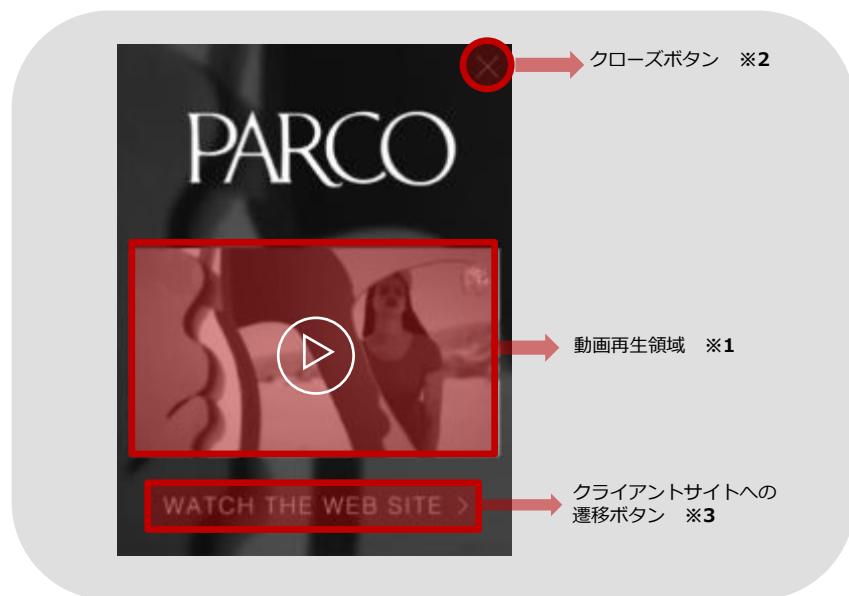 クローズボタン　※2
PARCO
動画再生領域　※1
クライアントサイトへの
遷移ボタン　※3
WATCH THE WEB SITE >